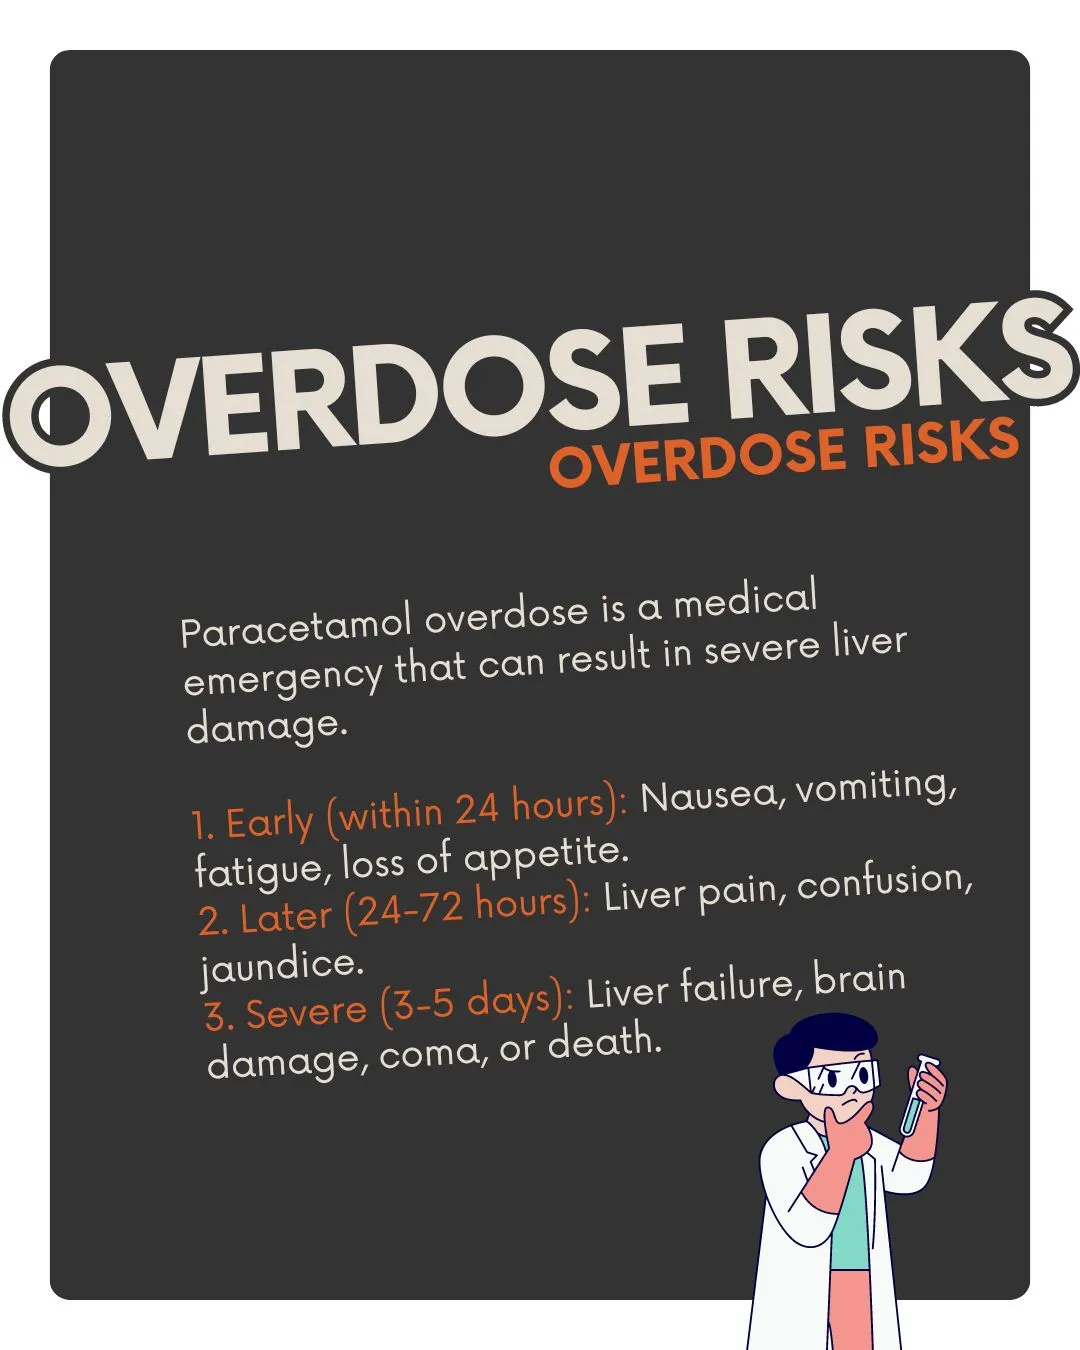 OVERDOSE RISKS
OVERDOSE RISKS
Paracetamol overdose is a medical
emergency that can result in severe liver
damage.
1. Early (within 24 hours): Nausea, vomiting,
fatigue, loss of appetite.
2. Later (24-72 hours): Liver pain, confusion,
jaundice.
3. Severe (3-5 days): Liver failure, brain
damage, coma, or death.